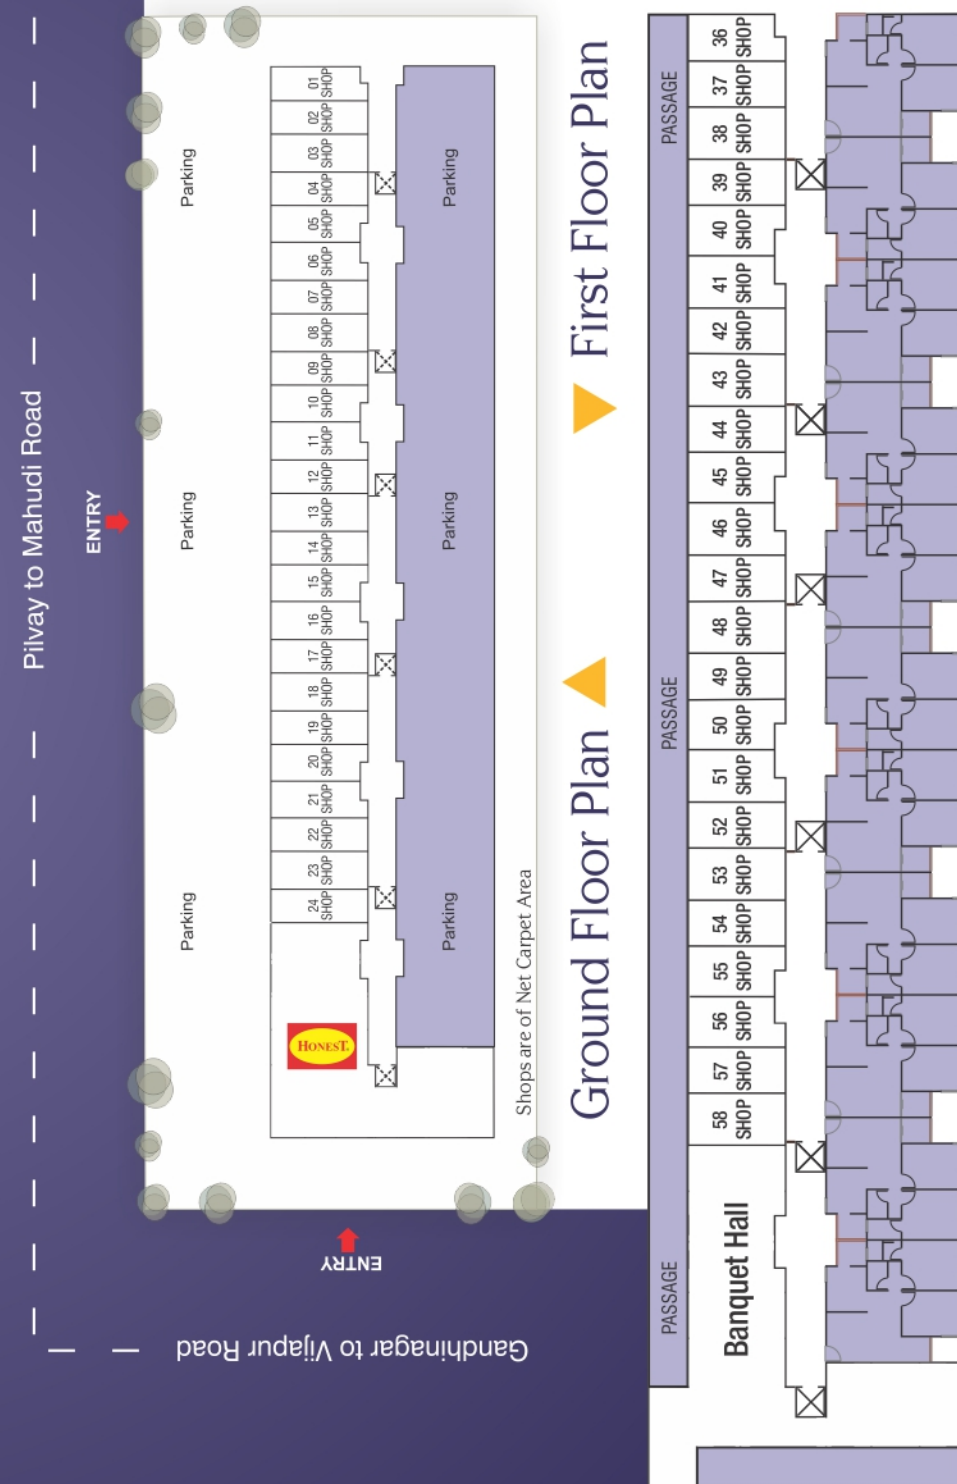 Pilvay to Mahudi Road
ENTRY
Parking
Parking
Parking
01
SHOP
02
SHOP
03
SHOP
04
SHOP
05
SHOP
06
SHOP
07
SHOP
08
SHOP
09
SHOP
10
SHOP
11
SHOP
12
SHOP
13
SHOP
14
SHOP
15
SHOP
16
SHOP
17
SHOP
18
SHOP
19
SHOP
20
SHOP
21
SHOP
22
SHOP
23
SHOP
24
SHOP
HONEST.
Parking
Parking
Parking
Shops are of Net Carpet Area
ENTRY
Gandhinagar to Vijapur Road
Ground Floor Plan
First Floor Plan
PASSAGE
PASSAGE
PASSAGE
36
SHOP
37
SHOP
38
SHOP
39
SHOP
40
SHOP
41
SHOP
42
SHOP
43
SHOP
44
SHOP
45
SHOP
46
SHOP
47
SHOP
48
SHOP
49
SHOP
50
SHOP
51
SHOP
52
SHOP
53
SHOP
54
SHOP
55
SHOP
56
SHOP
57
SHOP
58
SHOP
Banquet Hall